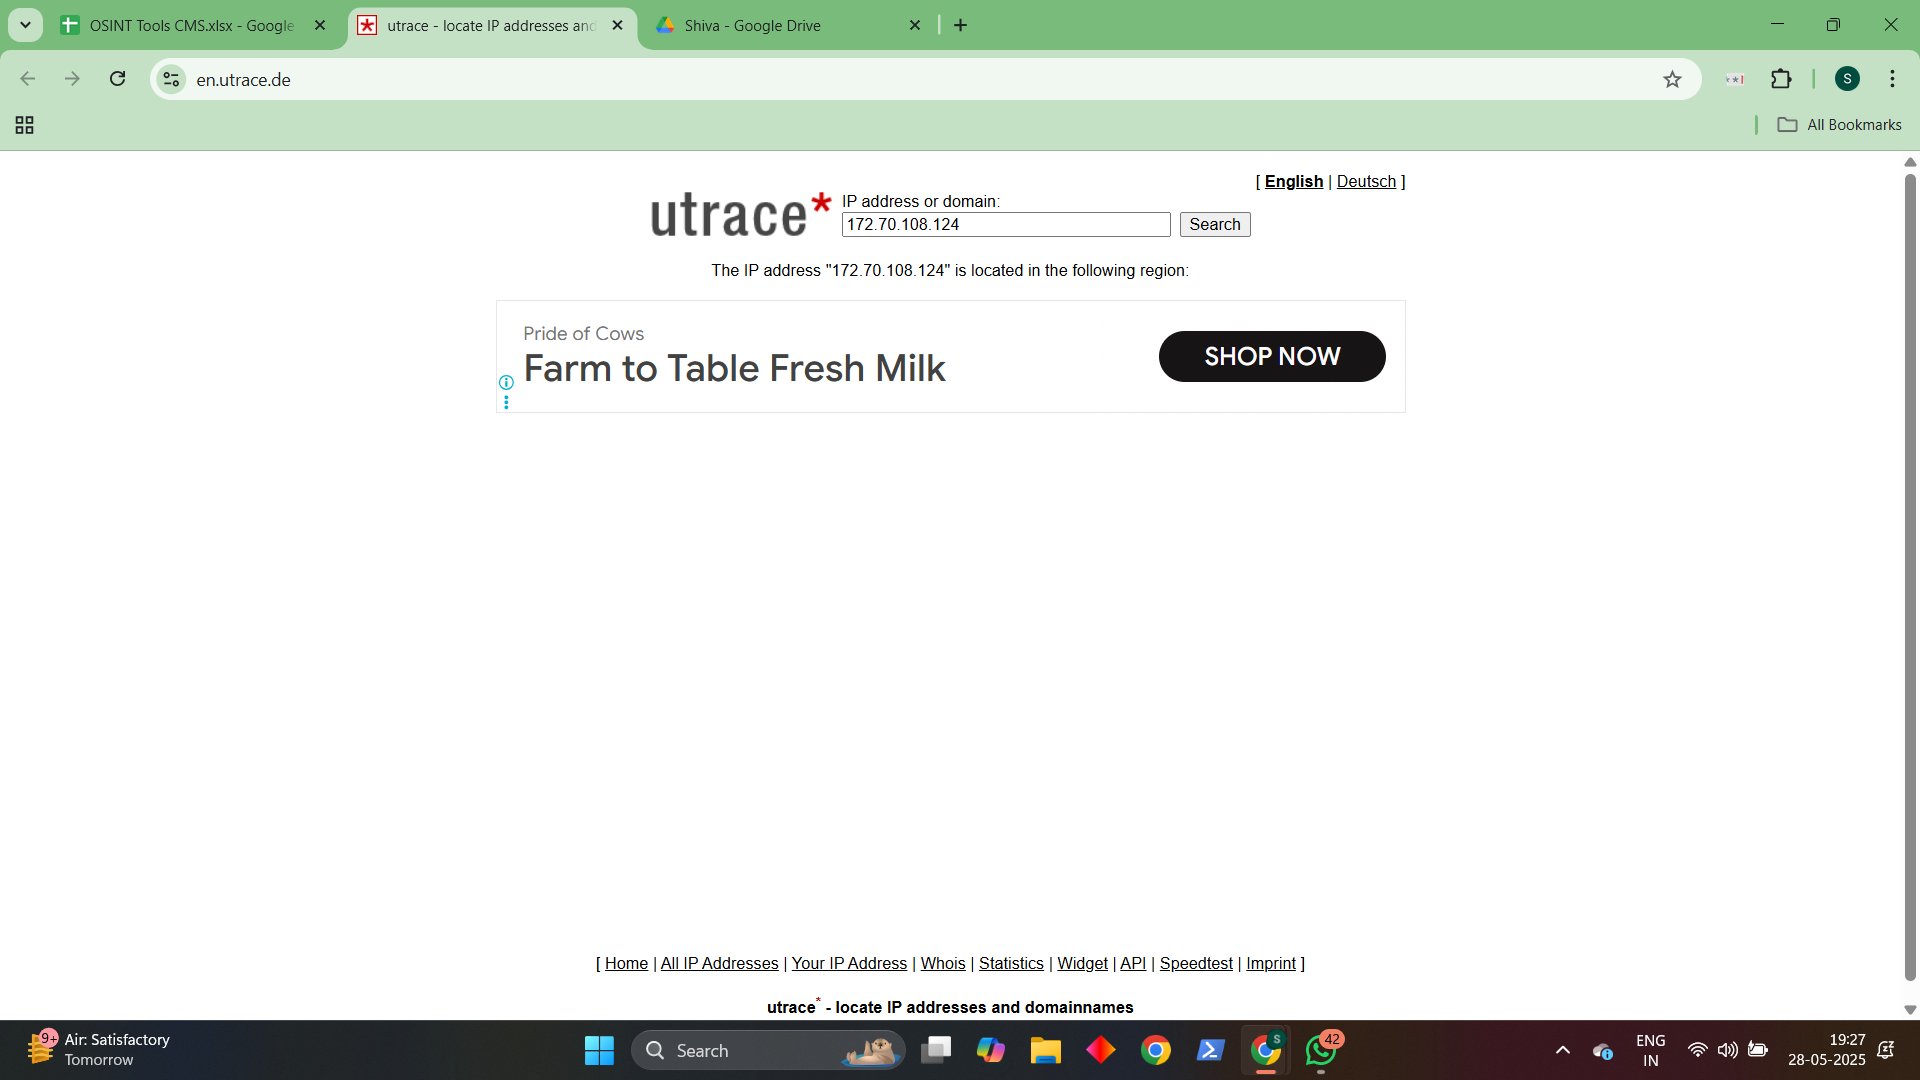 OSINT Tools CMS.xlsx - Google
utrace - locate IP addresses and
Shiva - Google Drive
en.utrace.de
S
All Bookmarks
[ English | Deutsch ]
utrace*
IP address or domain:
172.70.108.124
Search
The IP address "172.70.108.124" is located in the following region:
Pride of Cows
Farm to Table Fresh Milk
SHOP NOW
[ Home | All IP Addresses | Your IP Address | Whois | Statistics | Widget | API | Speedtest | Imprint ]
utrace* - locate IP addresses and domainnames
9+
Air: Satisfactory
Tomorrow
Search
S
42
ENG
IN
19:27
28-05-2025